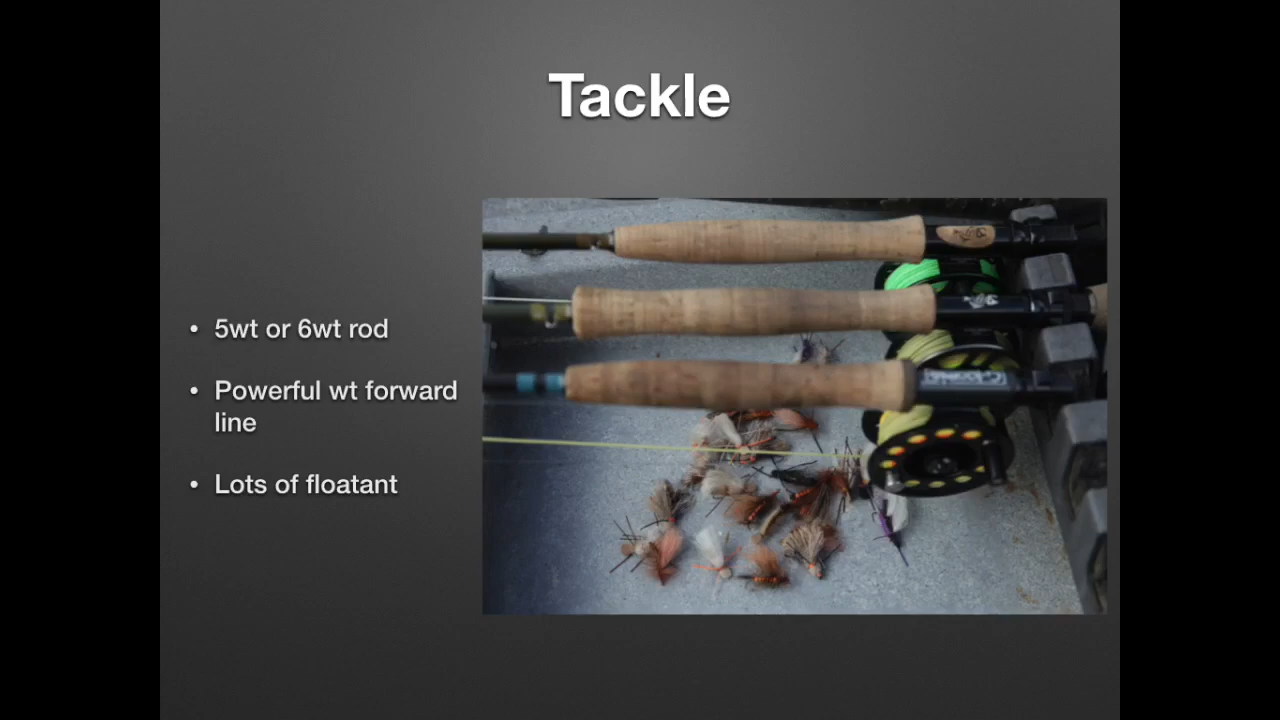 Tackle
• 5wt or 6wt rod
• Powerful wt forward
line
• Lots of floatant